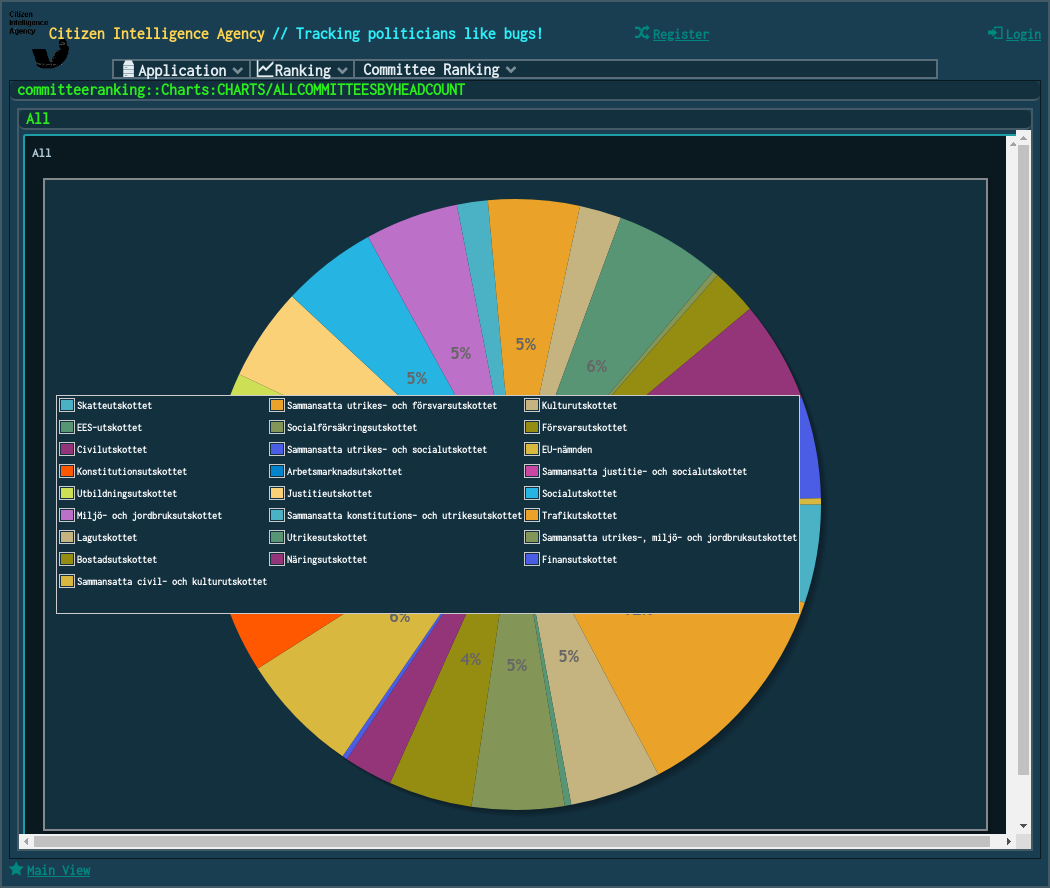 Citizen
Intelligence
Agency
Citizen Intelligence Agency // Tracking politicians like bugs!
Register
Login
Application
Ranking
Committee Ranking
committeeranking::Charts:CHARTS/ALLCOMMITTEESBYHEADCOUNT
All
All
5%
5%
6%
5%
Skatteutskottet
Sammansatta utrikes- och försvarsutskottet
Kulturutskottet
EES-utskottet
Socialförsäkringsutskottet
Försvarsutskottet
Civilutskottet
Sammansatta utrikes- och socialutskottet
EU-nämnden
Konstitutionsutskottet
Arbetsmarknadsutskottet
Sammansatta justitie- och socialutskottet
Utbildningsutskottet
Justitieutskottet
Socialutskottet
Miljö- och jordbruksutskottet
Sammansatta konstitutions- och utrikesutskottet
Trafikutskottet
Lagutskottet
Utrikesutskottet
Sammansatta utrikes-, miljö- och jordbruksutskottet
Bostadsutskottet
Näringsutskottet
Finansutskottet
Sammansatta civil- och kulturutskottet
6%
4%
5%
5%
Main View